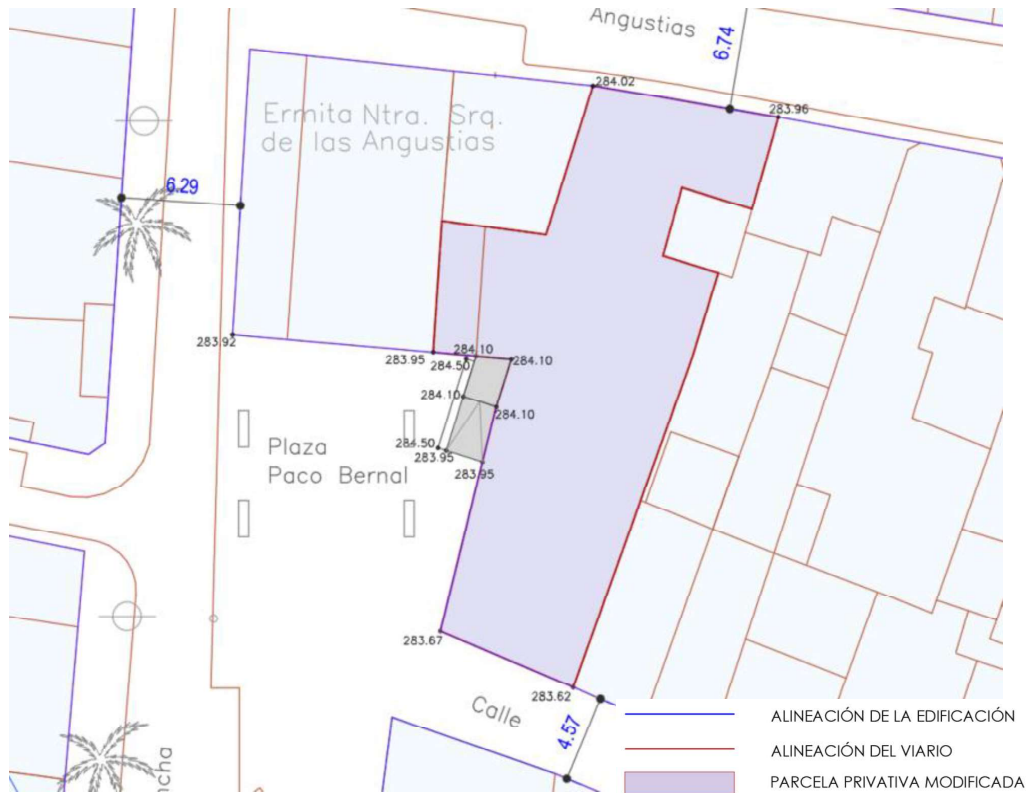 Angustias
6.74
284.02
283.96
Ermita Ntra. Sra.
de las Angustias
6.29
283.92
283.95
284.10
284.50
284.10
284.10
284.10
284.50
283.95
283.95
Plaza
Paco Bernal
283.67
283.62
Calle
4.57
ncha
ALINEACIÓN DE LA EDIFICACIÓN
ALINEACIÓN DEL VIARIO
PARCELA PRIVATIVA MODIFICADA